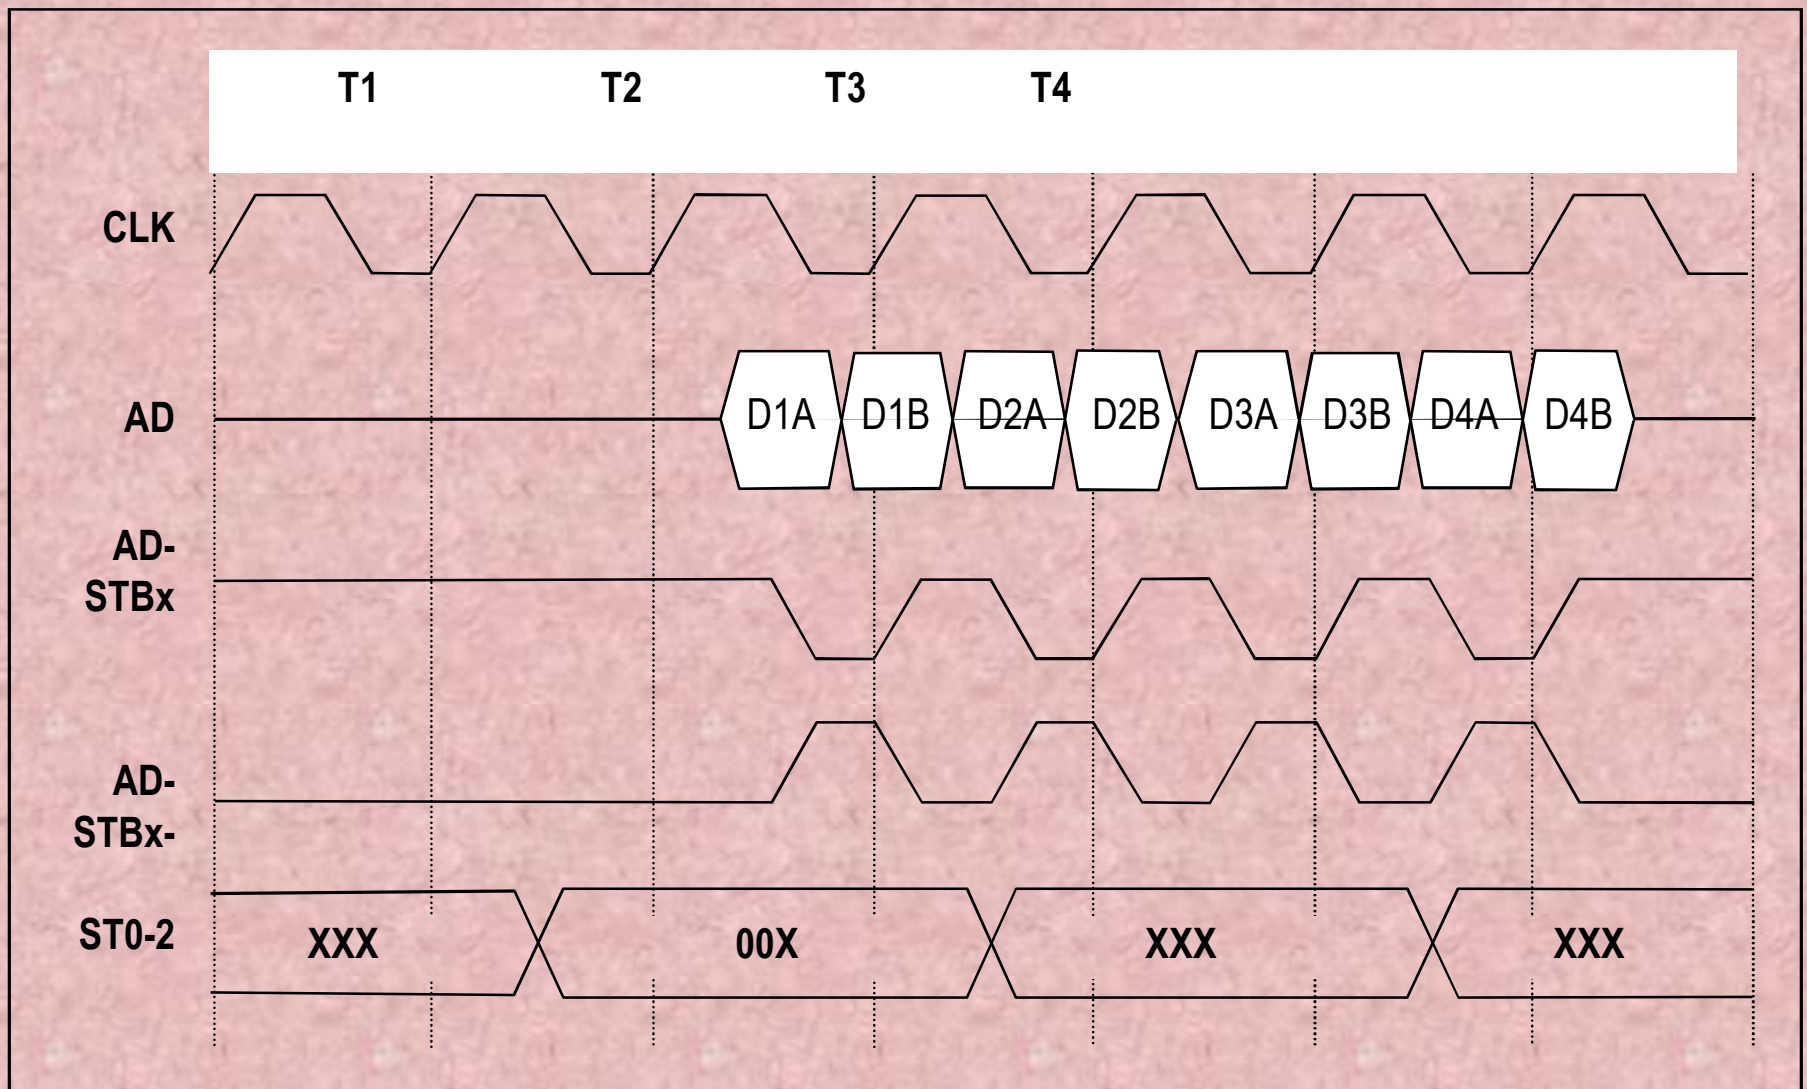 T1 T2 T3 T4
CLK
AD D1A D1B D2A D2B D3A D3B D4A D4B
AD-
STBx
AD-
STBx-
ST0-2 XXX 00X XXX XXX